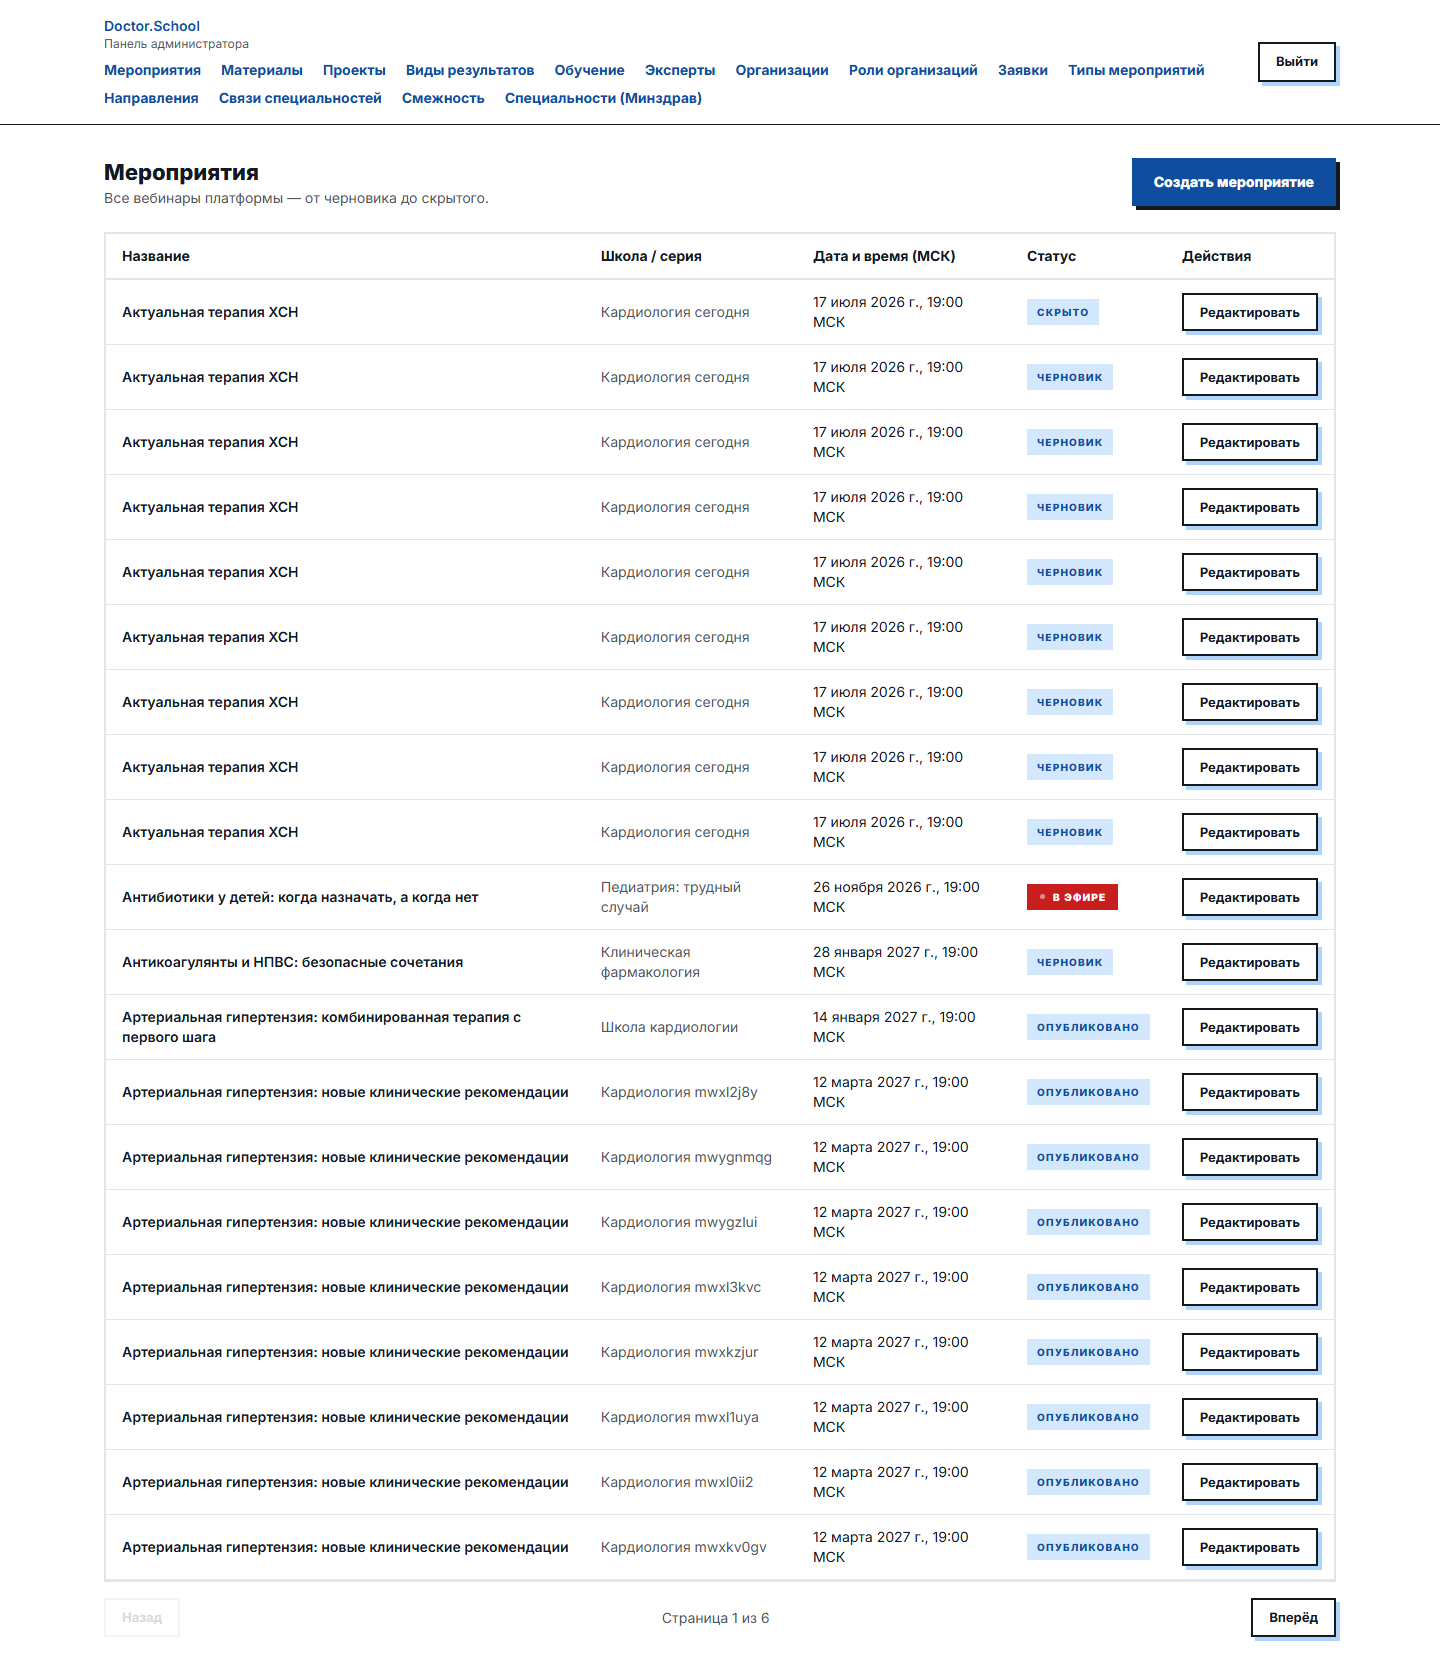 Doctor.School
Панель администратора
Мероприятия Материалы Проекты Виды результатов Обучение Эксперты Организации Роли организаций Заявки Типы мероприятий
Направления Связи специальностей Смежность Специальности (Минздрав)
Выйти
Мероприятия
Все вебинары платформы — от черновика до скрытого.
Создать мероприятие
Название Школа / серия Дата и время (МСК) Статус Действия
Актуальная терапия ХСН Кардиология сегодня 17 июля 2026 г., 19:00 МСК СКРЫТО Редактировать
Актуальная терапия ХСН Кардиология сегодня 17 июля 2026 г., 19:00 МСК ЧЕРНОВИК Редактировать
Актуальная терапия ХСН Кардиология сегодня 17 июля 2026 г., 19:00 МСК ЧЕРНОВИК Редактировать
Актуальная терапия ХСН Кардиология сегодня 17 июля 2026 г., 19:00 МСК ЧЕРНОВИК Редактировать
Актуальная терапия ХСН Кардиология сегодня 17 июля 2026 г., 19:00 МСК ЧЕРНОВИК Редактировать
Актуальная терапия ХСН Кардиология сегодня 17 июля 2026 г., 19:00 МСК ЧЕРНОВИК Редактировать
Актуальная терапия ХСН Кардиология сегодня 17 июля 2026 г., 19:00 МСК ЧЕРНОВИК Редактировать
Актуальная терапия ХСН Кардиология сегодня 17 июля 2026 г., 19:00 МСК ЧЕРНОВИК Редактировать
Актуальная терапия ХСН Кардиология сегодня 17 июля 2026 г., 19:00 МСК ЧЕРНОВИК Редактировать
Антибиотики у детей: когда назначать, а когда нет Педиатрия: трудный случай 26 ноября 2026 г., 19:00 МСК В ЭФИРЕ Редактировать
Антикоагулянты и НПВС: безопасные сочетания Клиническая фармакология 28 января 2027 г., 19:00 МСК ЧЕРНОВИК Редактировать
Артериальная гипертензия: комбинированная терапия с первого шага Школа кардиологии 14 января 2027 г., 19:00 МСК ОПУБЛИКОВАНО Редактировать
Артериальная гипертензия: новые клинические рекомендации Кардиология mwxl2j8y 12 марта 2027 г., 19:00 МСК ОПУБЛИКОВАНО Редактировать
Артериальная гипертензия: новые клинические рекомендации Кардиология mwygnmqg 12 марта 2027 г., 19:00 МСК ОПУБЛИКОВАНО Редактировать
Артериальная гипертензия: новые клинические рекомендации Кардиология mwygzlui 12 марта 2027 г., 19:00 МСК ОПУБЛИКОВАНО Редактировать
Артериальная гипертензия: новые клинические рекомендации Кардиология mwxl3kvc 12 марта 2027 г., 19:00 МСК ОПУБЛИКОВАНО Редактировать
Артериальная гипертензия: новые клинические рекомендации Кардиология mwxkzjur 12 марта 2027 г., 19:00 МСК ОПУБЛИКОВАНО Редактировать
Артериальная гипертензия: новые клинические рекомендации Кардиология mwxl1uya 12 марта 2027 г., 19:00 МСК ОПУБЛИКОВАНО Редактировать
Артериальная гипертензия: новые клинические рекомендации Кардиология mwxl0ii2 12 марта 2027 г., 19:00 МСК ОПУБЛИКОВАНО Редактировать
Артериальная гипертензия: новые клинические рекомендации Кардиология mwxkv0gv 12 марта 2027 г., 19:00 МСК ОПУБЛИКОВАНО Редактировать
Назад Страница 1 из 6 Вперёд